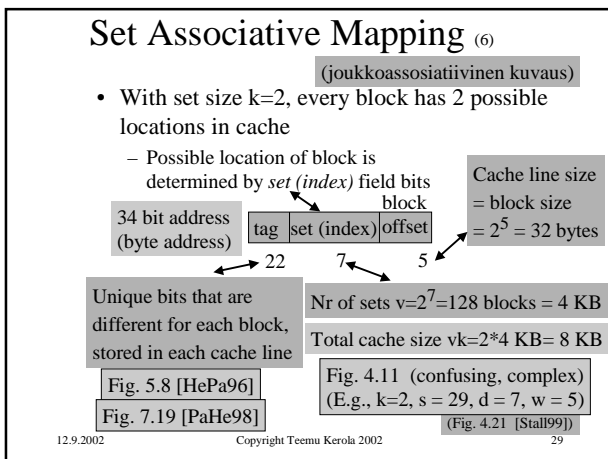 Set Associative Mapping (6)
(joukkoassosiatiivinen kuvaus)
• With set size k=2, every block has 2 possible
locations in cache
– Possible location of block is
determined by set (index) field bits
Cache line size
= block size
= 2^5 = 32 bytes
34 bit address
(byte address)
block
tag set (index) offset
22 7 5
Unique bits that are
different for each block,
stored in each cache line
Nr of sets v=2^7=128 blocks = 4 KB
Total cache size vk=2*4 KB= 8 KB
Fig. 5.8 [HePa96]
Fig. 7.19 [PaHe98]
Fig. 4.11 (confusing, complex)
(E.g., k=2, s = 29, d = 7, w = 5)
(Fig. 4.21 [Stall99])
12.9.2002 Copyright Teemu Kerola 2002 29